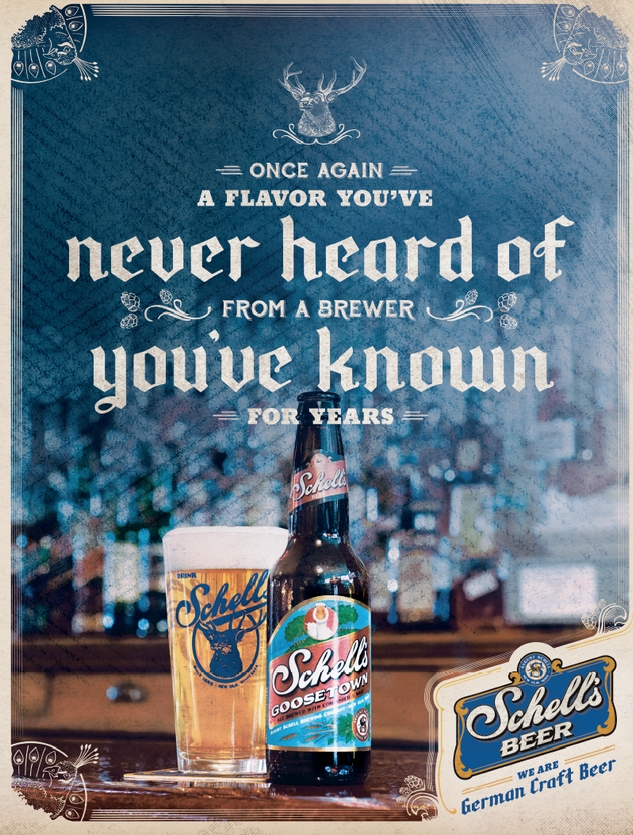 ONCE AGAIN
A FLAVOR YOU'VE
never heard of
FROM A BREWER
you've known
FOR YEARS
Schell's
DRINK
Schell's
Schell's
GOOSETOWN
Schell's
BEER
WE ARE
German Craft Beer